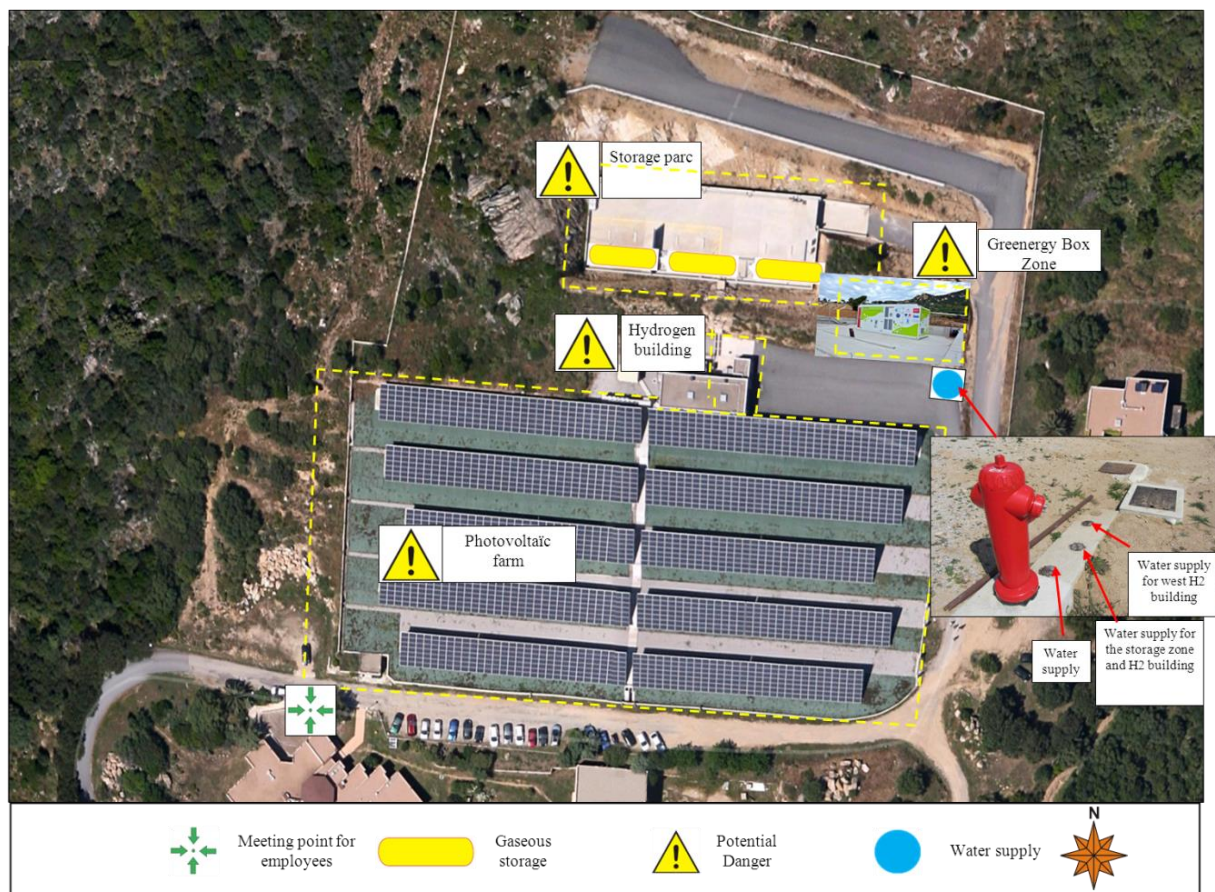 Storage parc
Greenergy Box
Zone
Hydrogen
building
Photovoltaïc
farm
Water supply
for west H2
building
Water
supply
Water supply for
the storage zone
and H2 building
Meeting point for
employees
Gaseous
storage
Potential
Danger
Water supply
N